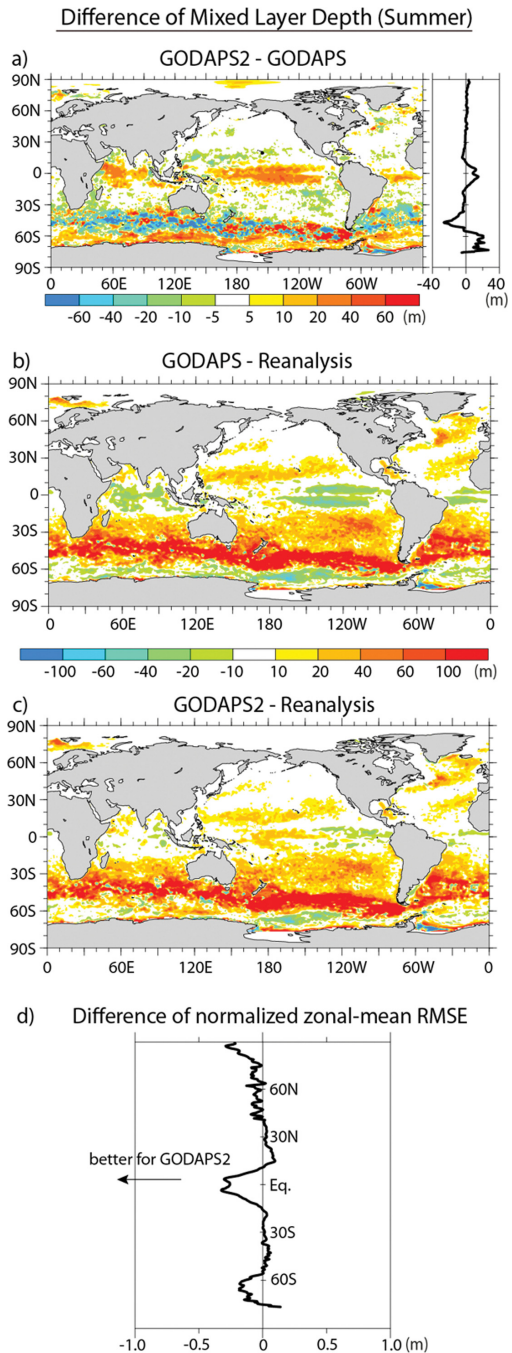 Difference of Mixed Layer Depth (Summer)
a) GODAPS2 - GODAPS
90N
60N
30N
0
30S
60S
90S
0 60E 120E 180 120W 60W -40 0 40
(m)
-60 -40 -20 -10 -5 5 10 20 40 60 (m)
b) GODAPS - Reanalysis
90N
60N
30N
0
30S
60S
90S
60E 120E 180 120W 60W 0
-100 -60 -40 -20 -10 10 20 40 60 100 (m)
c) GODAPS2 - Reanalysis
90N
60N
30N
0
30S
60S
90S
0 60E 120E 180 120W 60W 0
d) Difference of normalized zonal-mean RMSE
60N
30N
better for GODAPS2
Eq.
30S
60S
-1.0 -0.5 0 0.5 1.0 (m)